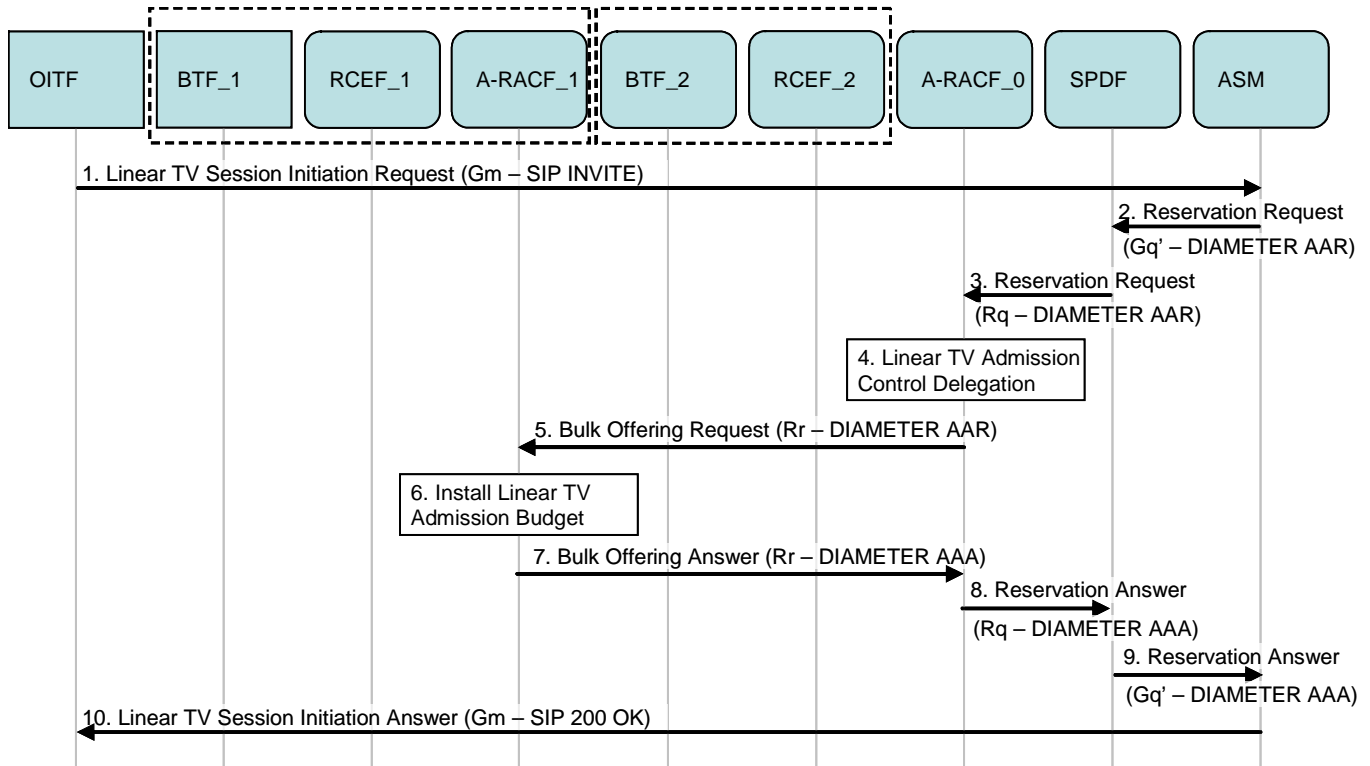 OITF
BTF_1
RCEF_1
A-RACF_1
BTF_2
RCEF_2
A-RACF_0
SPDF
ASM
1. Linear TV Session Initiation Request (Gm – SIP INVITE)
2. Reservation Request
(Gq’ – DIAMETER AAR)
3. Reservation Request
(Rq – DIAMETER AAR)
4. Linear TV Admission
Control Delegation
5. Bulk Offering Request (Rr – DIAMETER AAR)
6. Install Linear TV
Admission Budget
7. Bulk Offering Answer (Rr – DIAMETER AAA)
8. Reservation Answer
(Rq – DIAMETER AAA)
9. Reservation Answer
(Gq’ – DIAMETER AAA)
10. Linear TV Session Initiation Answer (Gm – SIP 200 OK)